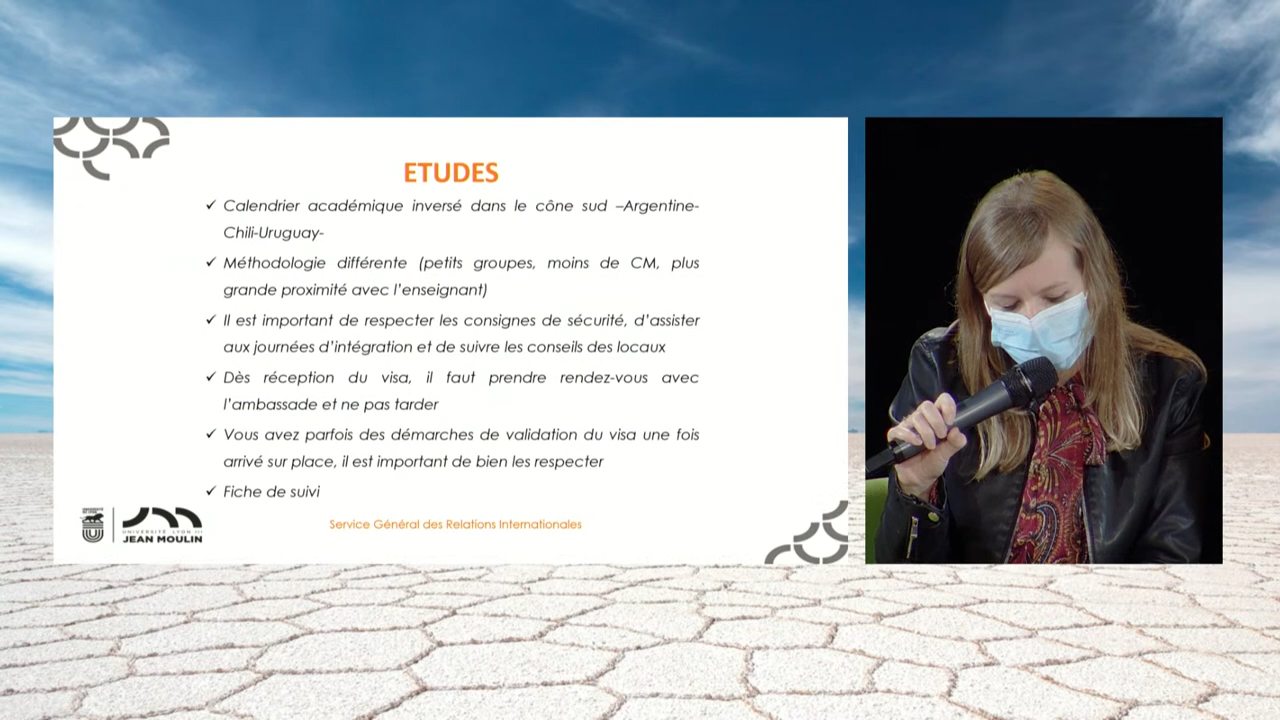 ETUDES
✓ Calendrier académique inversé dans le cône sud –Argentine-
Chili-Uruguay-
✓ Méthodologie différente (petits groupes, moins de CM, plus
grande proximité avec l'enseignant)
✓ Il est important de respecter les consignes de sécurité, d'assister
aux journées d'intégration et de suivre les conseils des locaux
✓ Dès réception du visa, il faut prendre rendez-vous avec
l'ambassade et ne pas tarder
✓ Vous avez parfois des démarches de validation du visa une fois
arrivé sur place, il est important de bien les respecter
✓ Fiche de suivi
Service Général des Relations Internationales
UNIVERSITÉ LYON III
JEAN MOULIN